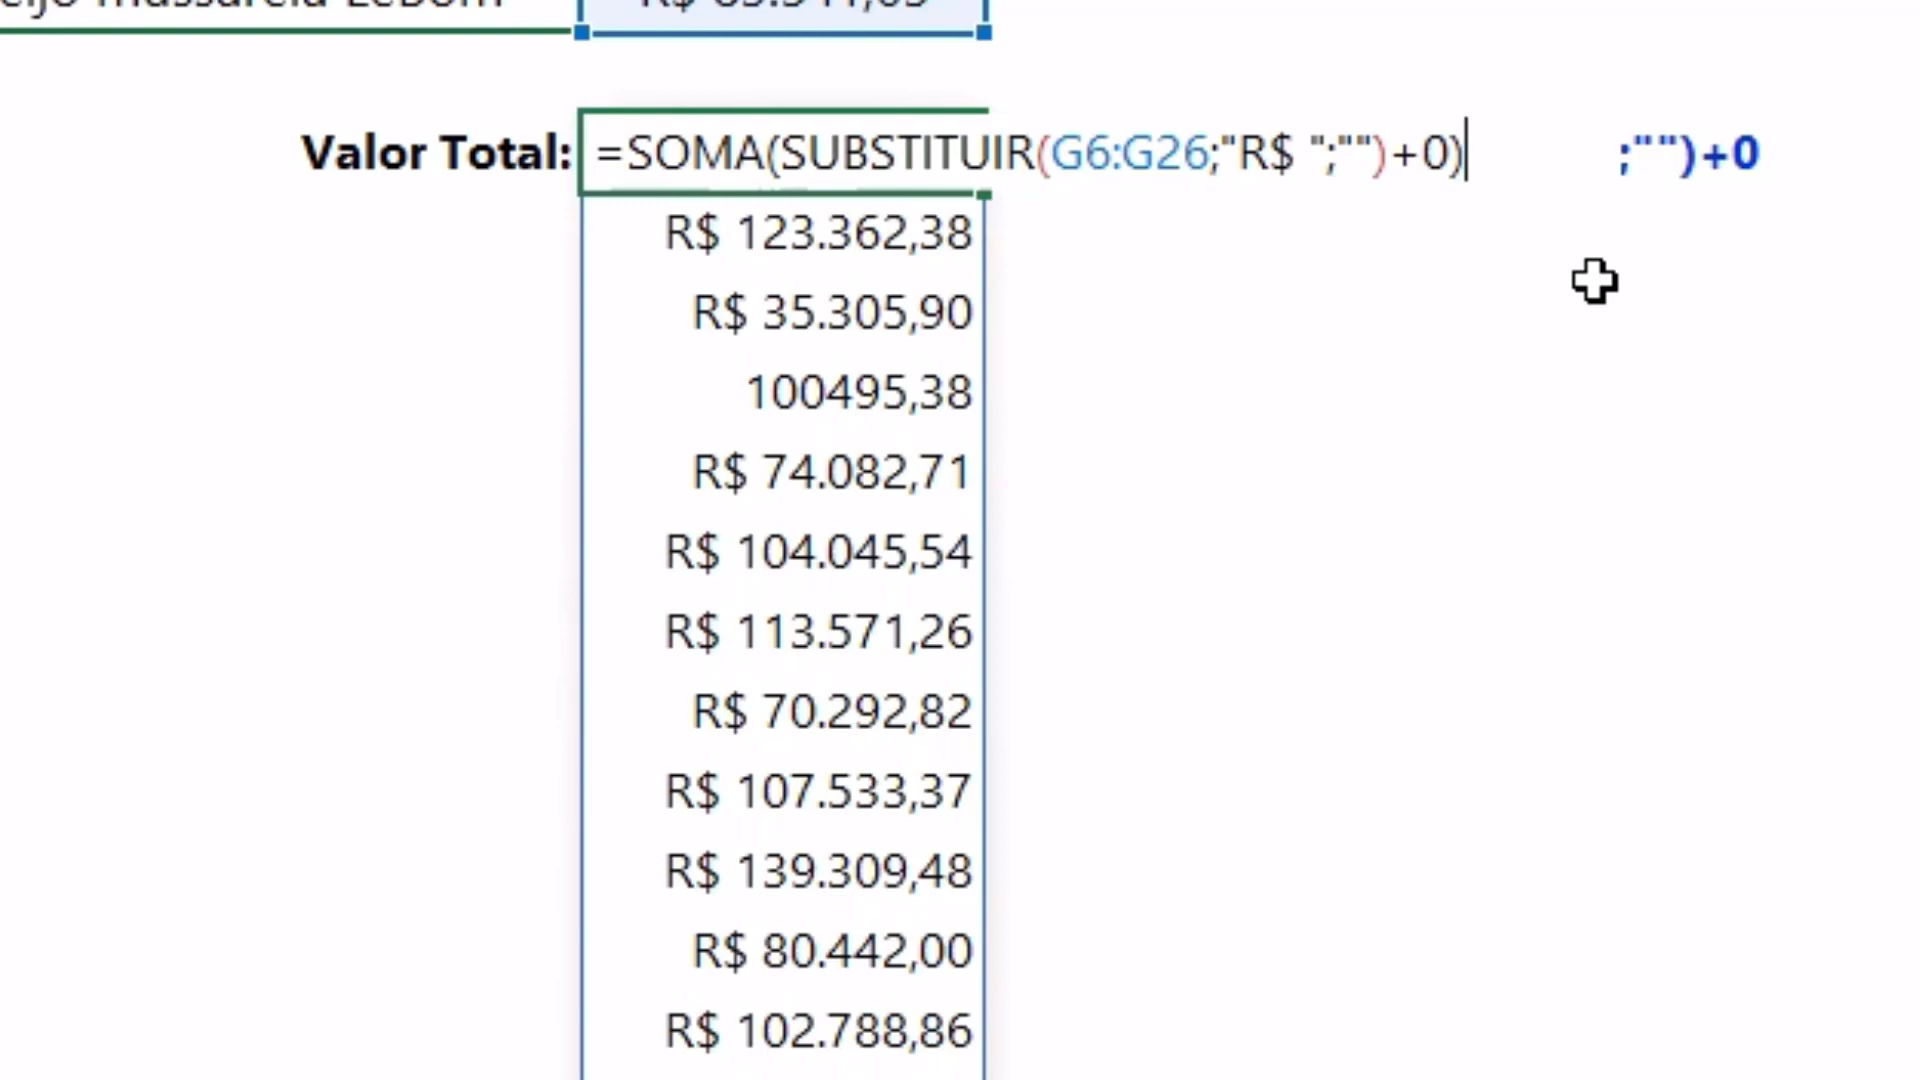 Valor Total: =SOMA(SUBSTITUIR(G6:G26;"R$ ";"")+0) ;"")+0
R$ 123.362,38
R$ 35.305,90
100495,38
R$ 74.082,71
R$ 104.045,54
R$ 113.571,26
R$ 70.292,82
R$ 107.533,37
R$ 139.309,48
R$ 80.442,00
R$ 102.788,86